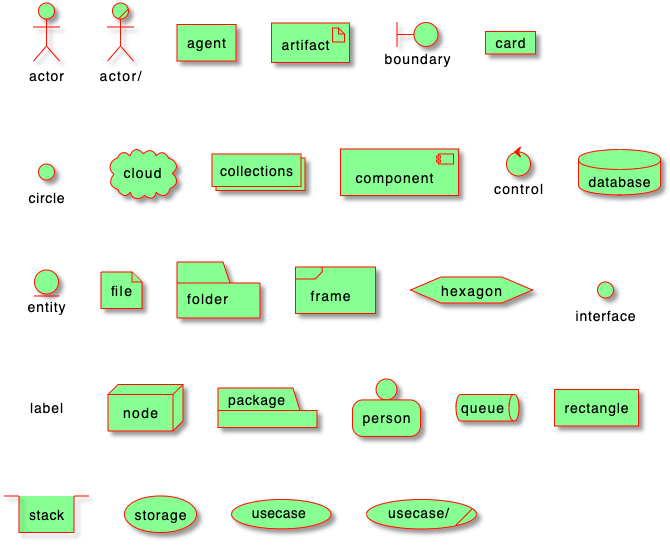 actor
actor/
agent
artifact
boundary
card
circle
cloud
collections
component
control
database
entity
file
folder
frame
hexagon
interface
label
node
package
person
queue
rectangle
stack
storage
usecase
usecase/